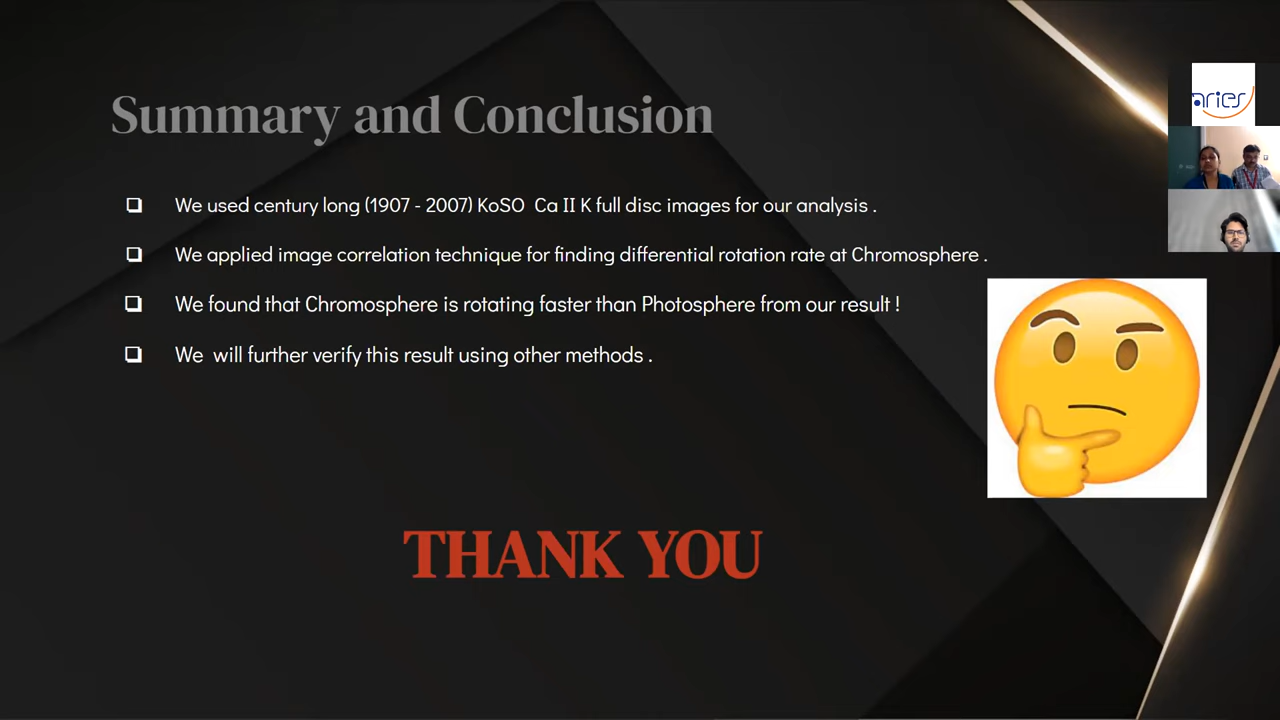 Summary and Conclusion
aries
We used century long (1907 - 2007) KoSO Ca II K full disc images for our analysis .
We applied image correlation technique for finding differential rotation rate at Chromosphere .
We found that Chromosphere is rotating faster than Photosphere from our result !
We will further verify this result using other methods .
THANK YOU